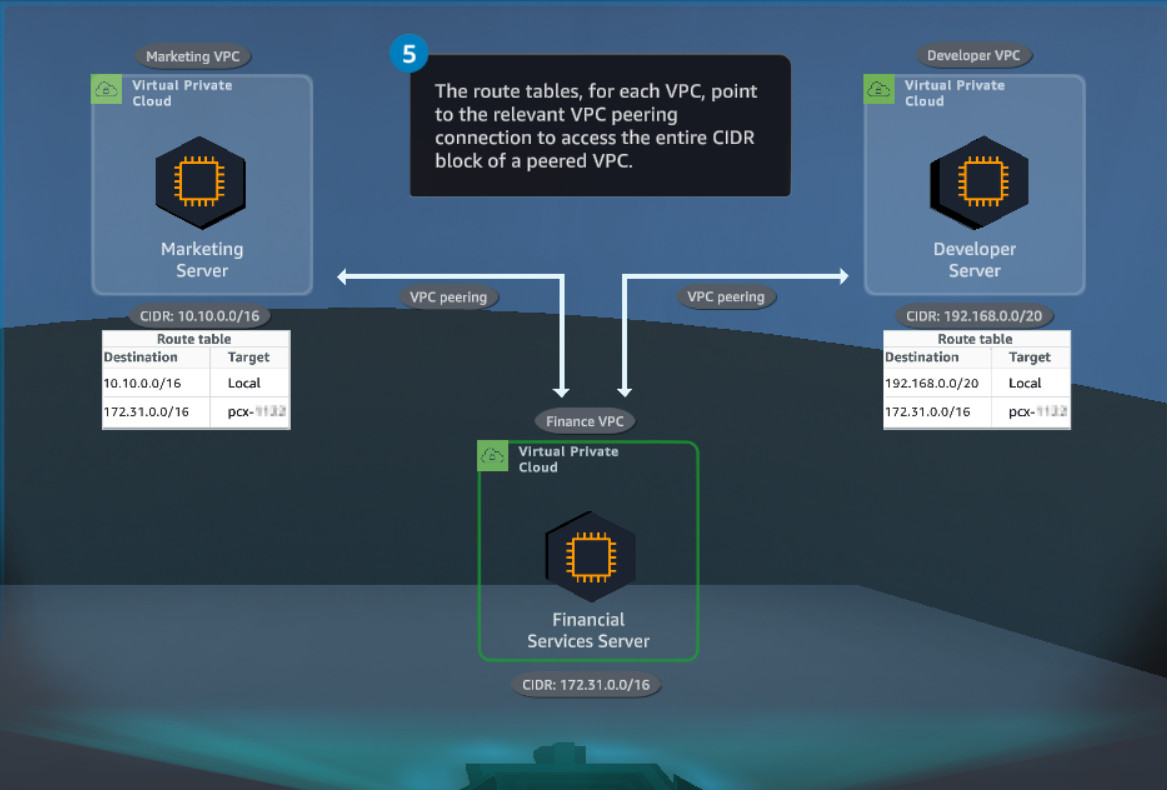 Marketing VPC
Virtual Private
Cloud
Marketing
Server
CIDR: 10.10.0.0/16
Route table
Destination Target
10.10.0.0/16 Local
172.31.0.0/16 pcx-
5
The route tables, for each VPC, point
to the relevant VPC peering
connection to access the entire CIDR
block of a peered VPC.
VPC peering
VPC peering
Developer VPC
Virtual Private
Cloud
Developer
Server
CIDR: 192.168.0.0/20
Route table
Destination Target
192.168.0.0/20 Local
172.31.0.0/16 pcx-
Finance VPC
Virtual Private
Cloud
Financial
Services Server
CIDR: 172.31.0.0/16